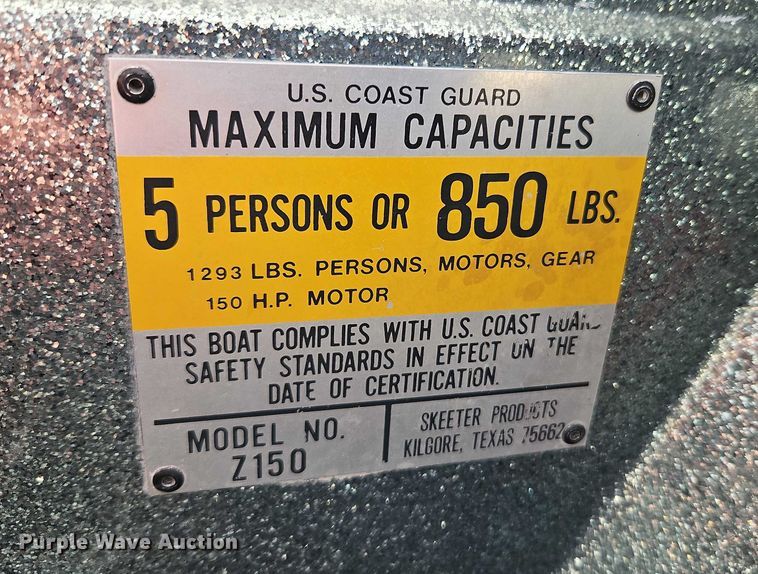 U.S. COAST GUARD
MAXIMUM CAPACITIES
5 PERSONS OR 850 LBS.
1293 LBS. PERSONS, MOTORS, GEAR
150 H.P. MOTOR
THIS BOAT COMPLIES WITH U.S. COAST GUARD
SAFETY STANDARDS IN EFFECT ON THE
DATE OF CERTIFICATION.
MODEL NO.
Z150
SKEETER PRODUCTS
KILGORE, TEXAS 75662
Purple Wave Auction